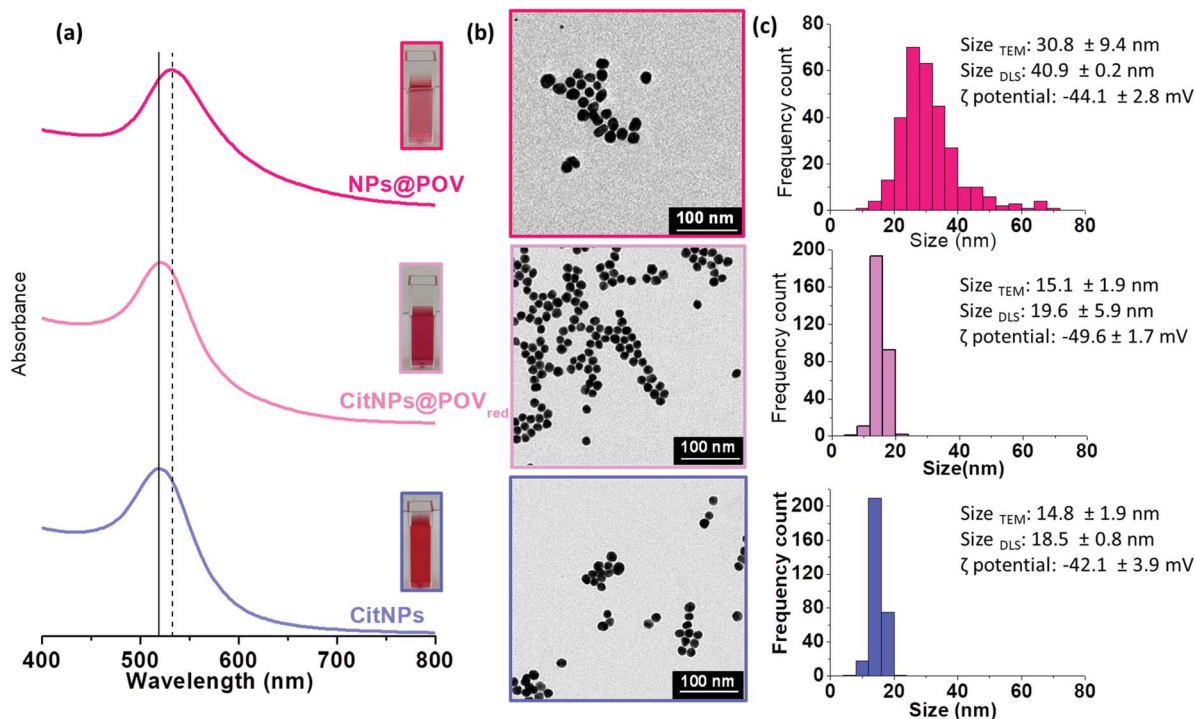 (a)
Absorbance
NPs@POV
CitNPs@POVred
CitNPs
400 500 600 700 800
Wavelength (nm)
(b)
100 nm
100 nm
100 nm
(c)
Frequency count
80
60
40
20
0
0 20 40 60 80
Size (nm)
Size TEM: 30.8 ± 9.4 nm
Size DLS: 40.9 ± 0.2 nm
ζ potential: -44.1 ± 2.8 mV
Frequency count
200
160
120
80
40
0
0 20 40 60 80
Size(nm)
Size TEM: 15.1 ± 1.9 nm
Size DLS: 19.6 ± 5.9 nm
ζ potential: -49.6 ± 1.7 mV
Frequency count
200
160
120
80
40
0
0 20 40 60 80
Size (nm)
Size TEM: 14.8 ± 1.9 nm
Size DLS: 18.5 ± 0.8 nm
ζ potential: -42.1 ± 3.9 mV